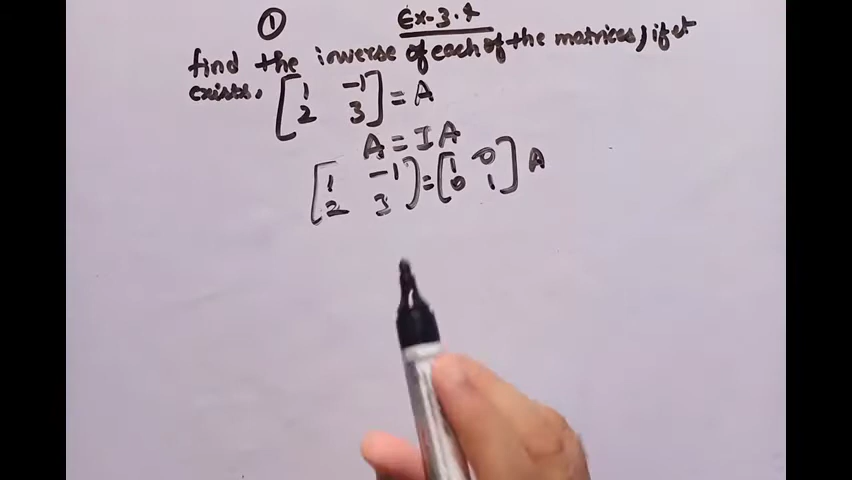 ① Ex-3.4
find the inverse of each of the matrices, if it
exists. [1 -1
2 3] = A
A = I A
[1 -1
2 3] = [1 0
0 1] A